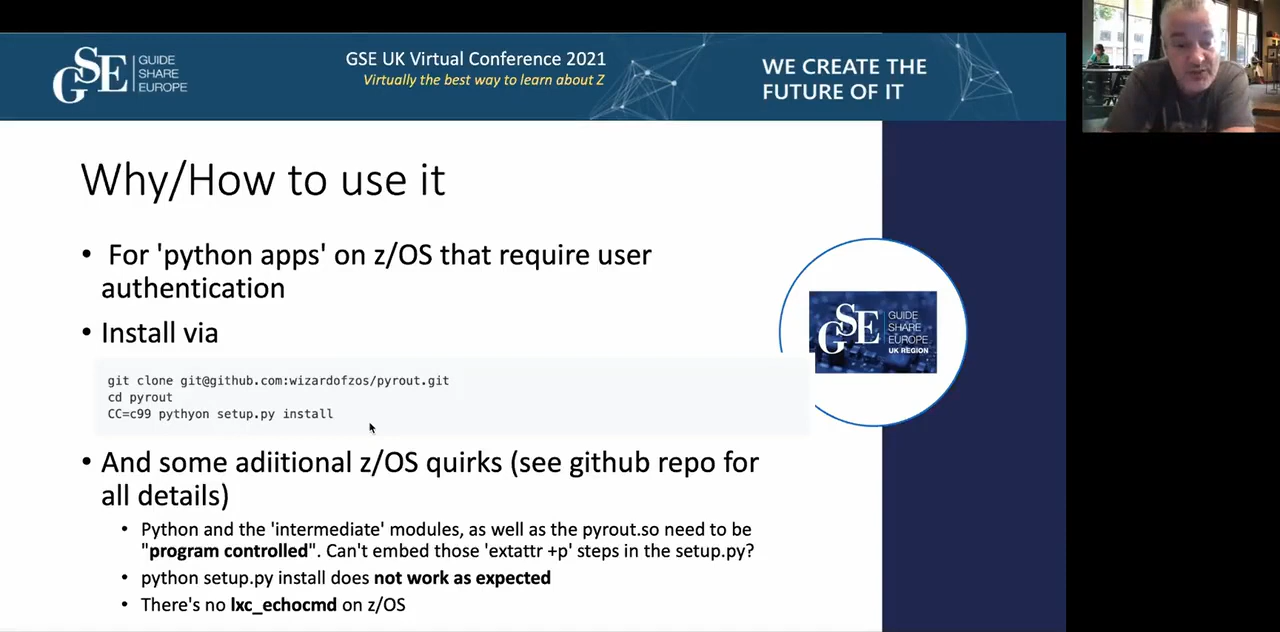 GSE
GUIDE
SHARE
EUROPE
GSE UK Virtual Conference 2021
Virtually the best way to learn about Z
WE CREATE THE
FUTURE OF IT
Why/How to use it
• For 'python apps' on z/OS that require user
authentication
• Install via
git clone git@github.com:wizardofzos/pyrout.git
cd pyrout
CC=c99 pythyon setup.py install
• And some adiitional z/OS quirks (see github repo for
all details)
• Python and the 'intermediate' modules, as well as the pyrout.so need to be
"program controlled". Can't embed those 'extattr +p' steps in the setup.py?
• python setup.py install does not work as expected
• There's no lxc_echocmd on z/OS
GSE
GUIDE
SHARE
EUROPE
UK REGION